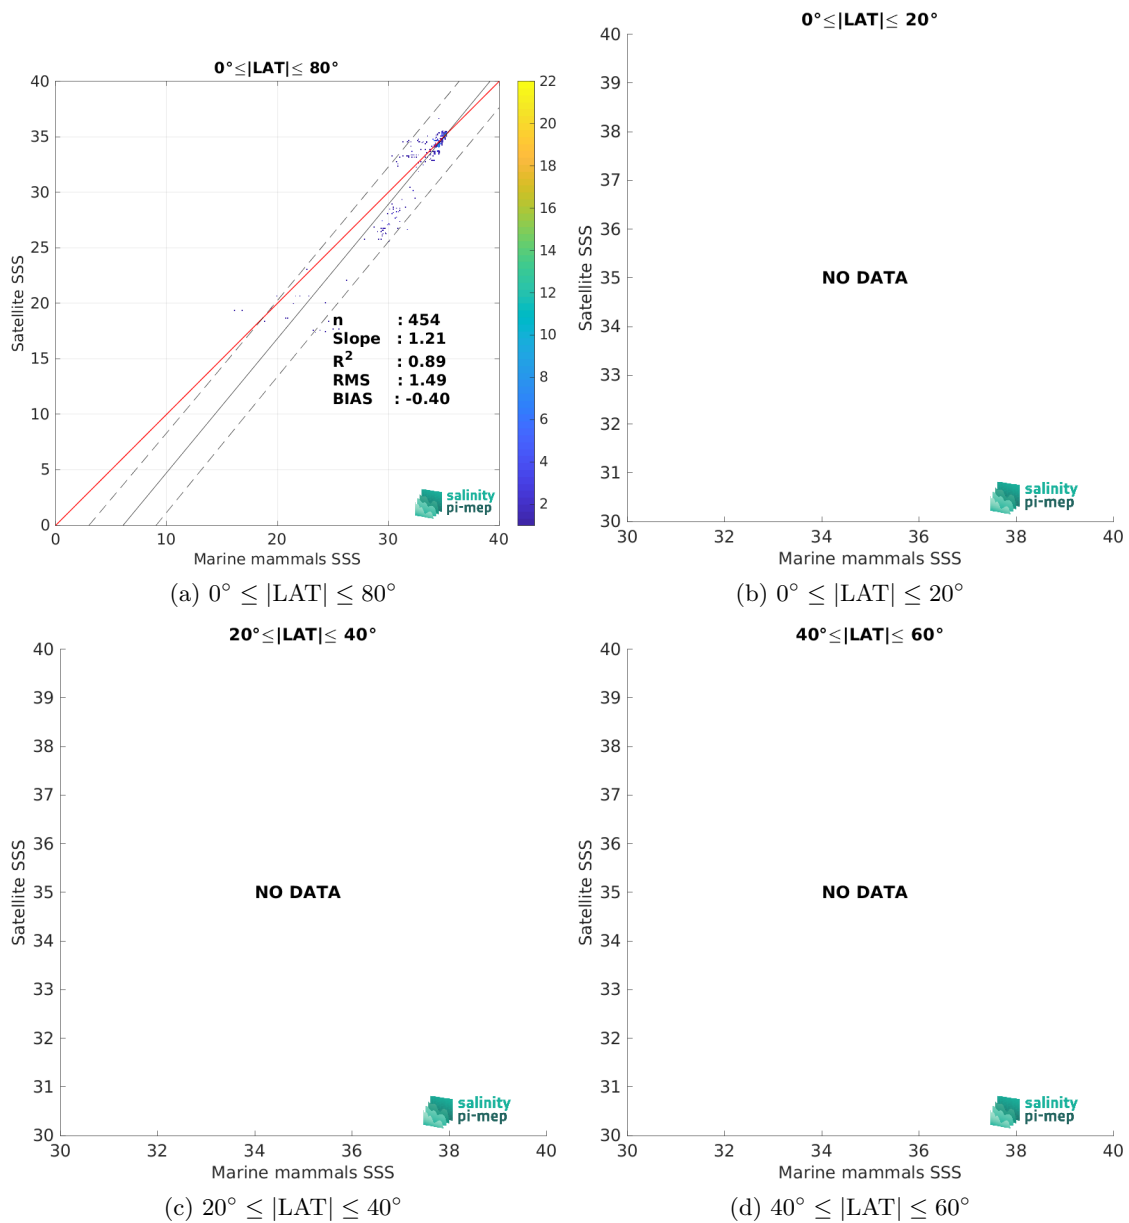 0°≤|LAT|≤ 80°
40
35
30
25
20
15
10
5
0
0
10
20
30
40
Satellite SSS
Marine mammals SSS
n : 454
Slope : 1.21
R2 : 0.89
RMS : 1.49
BIAS : -0.40
salinity
pi-mep
22
20
18
16
14
12
10
8
6
4
2
(a) 0° ≤ |LAT| ≤ 80°
0°≤|LAT|≤ 20°
40
39
38
37
36
35
34
33
32
31
30
30
32
34
36
38
40
Satellite SSS
Marine mammals SSS
NO DATA
salinity
pi-mep
(b) 0° ≤ |LAT| ≤ 20°
20°≤|LAT|≤ 40°
40
39
38
37
36
35
34
33
32
31
30
30
32
34
36
38
40
Satellite SSS
Marine mammals SSS
NO DATA
salinity
pi-mep
(c) 20° ≤ |LAT| ≤ 40°
40°≤|LAT|≤ 60°
40
39
38
37
36
35
34
33
32
31
30
30
32
34
36
38
40
Satellite SSS
Marine mammals SSS
NO DATA
salinity
pi-mep
(d) 40° ≤ |LAT| ≤ 60°